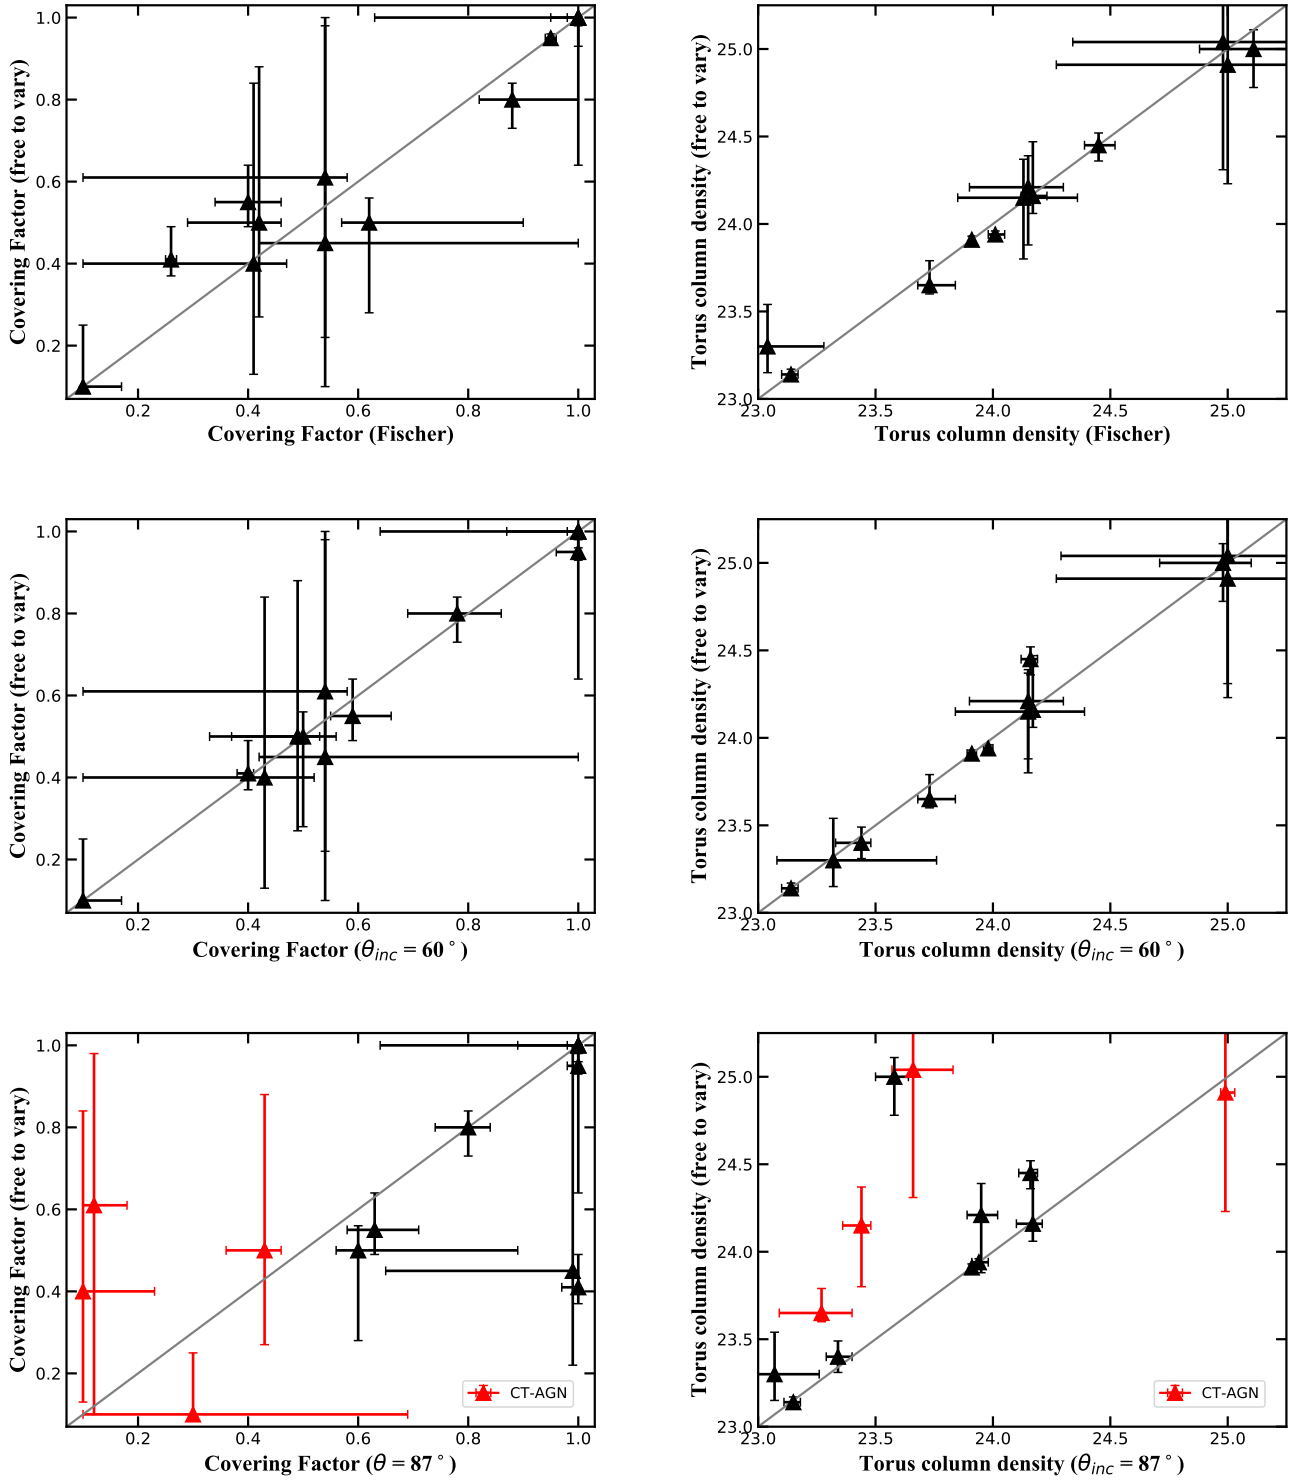 Covering Factor (free to vary)
1.0
0.8
0.6
0.4
0.2
0.2 0.4 0.6 0.8 1.0
Covering Factor (Fischer)
Torus column density (free to vary)
25.0
24.5
24.0
23.5
23.0
23.0 23.5 24.0 24.5 25.0
Torus column density (Fischer)
Covering Factor (free to vary)
1.0
0.8
0.6
0.4
0.2
0.2 0.4 0.6 0.8 1.0
Covering Factor (θinc = 60°)
Torus column density (free to vary)
25.0
24.5
24.0
23.5
23.0
23.0 23.5 24.0 24.5 25.0
Torus column density (θinc = 60°)
Covering Factor (free to vary)
1.0
0.8
0.6
0.4
0.2
CT-AGN
0.2 0.4 0.6 0.8 1.0
Covering Factor (θ = 87°)
Torus column density (free to vary)
25.0
24.5
24.0
23.5
23.0
CT-AGN
23.0 23.5 24.0 24.5 25.0
Torus column density (θinc = 87°)